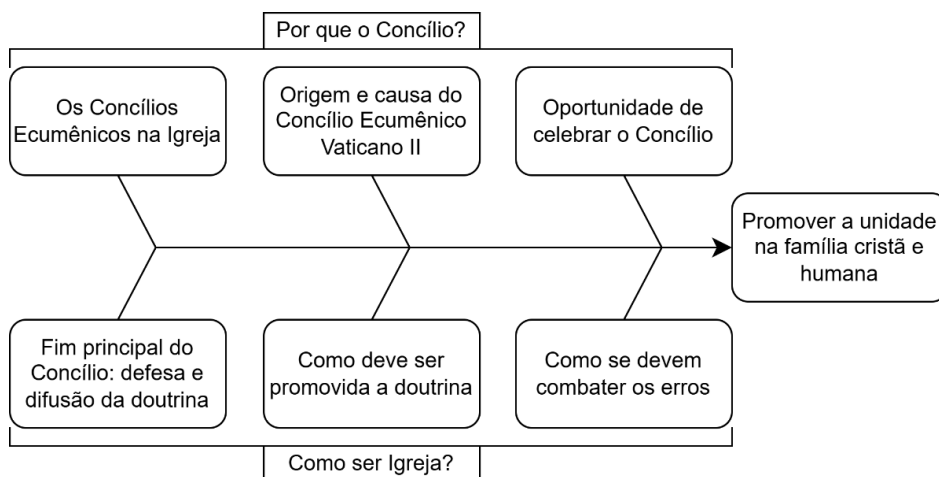 Por que o Concílio?
Os Concílios
Ecumênicos na Igreja
Origem e causa do
Concílio Ecumênico
Vaticano II
Oportunidade de
celebrar o Concílio
Promover a unidade
na família cristã e
humana
Fim principal do
Concílio: defesa e
difusão da doutrina
Como deve ser
promovida a doutrina
Como se devem
combater os erros
Como ser Igreja?